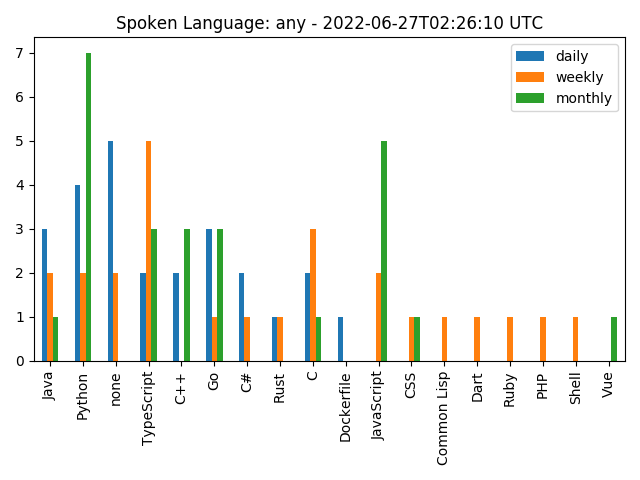 Spoken Language: any - 2022-06-27T02:26:10 UTC
daily
weekly
monthly
7
6
5
4
3
2
1
0
Java
Python
none
TypeScript
C++
Go
C#
Rust
C
Dockerfile
JavaScript
CSS
Common Lisp
Dart
Ruby
PHP
Shell
Vue